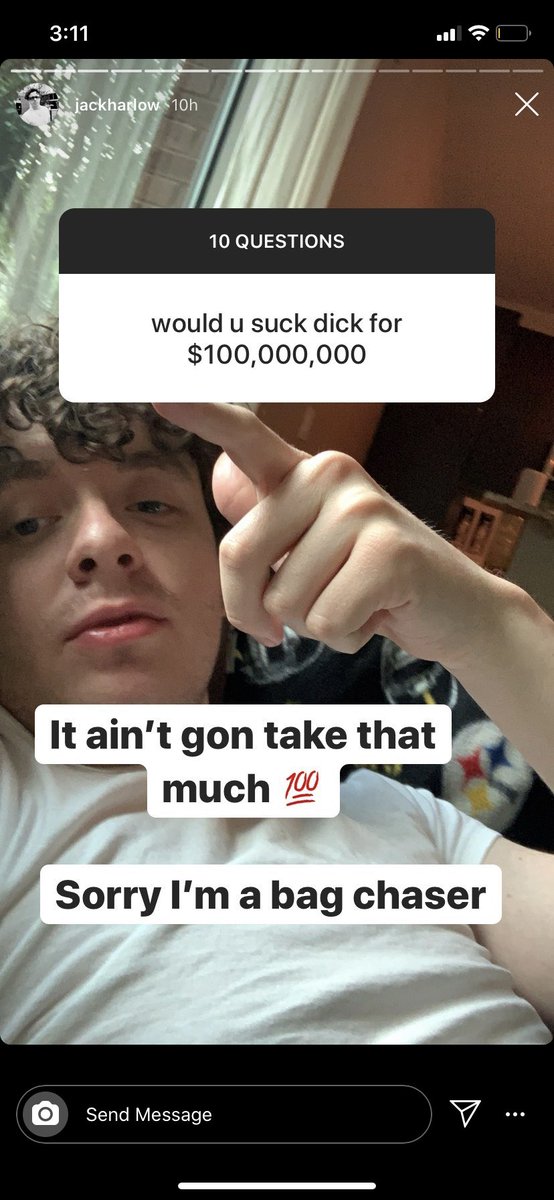 3:11
jackharlow 10h
10 QUESTIONS
would u suck dick for
$100,000,000
It ain't gon take that
much 💯
Sorry I'm a bag chaser
Send Message